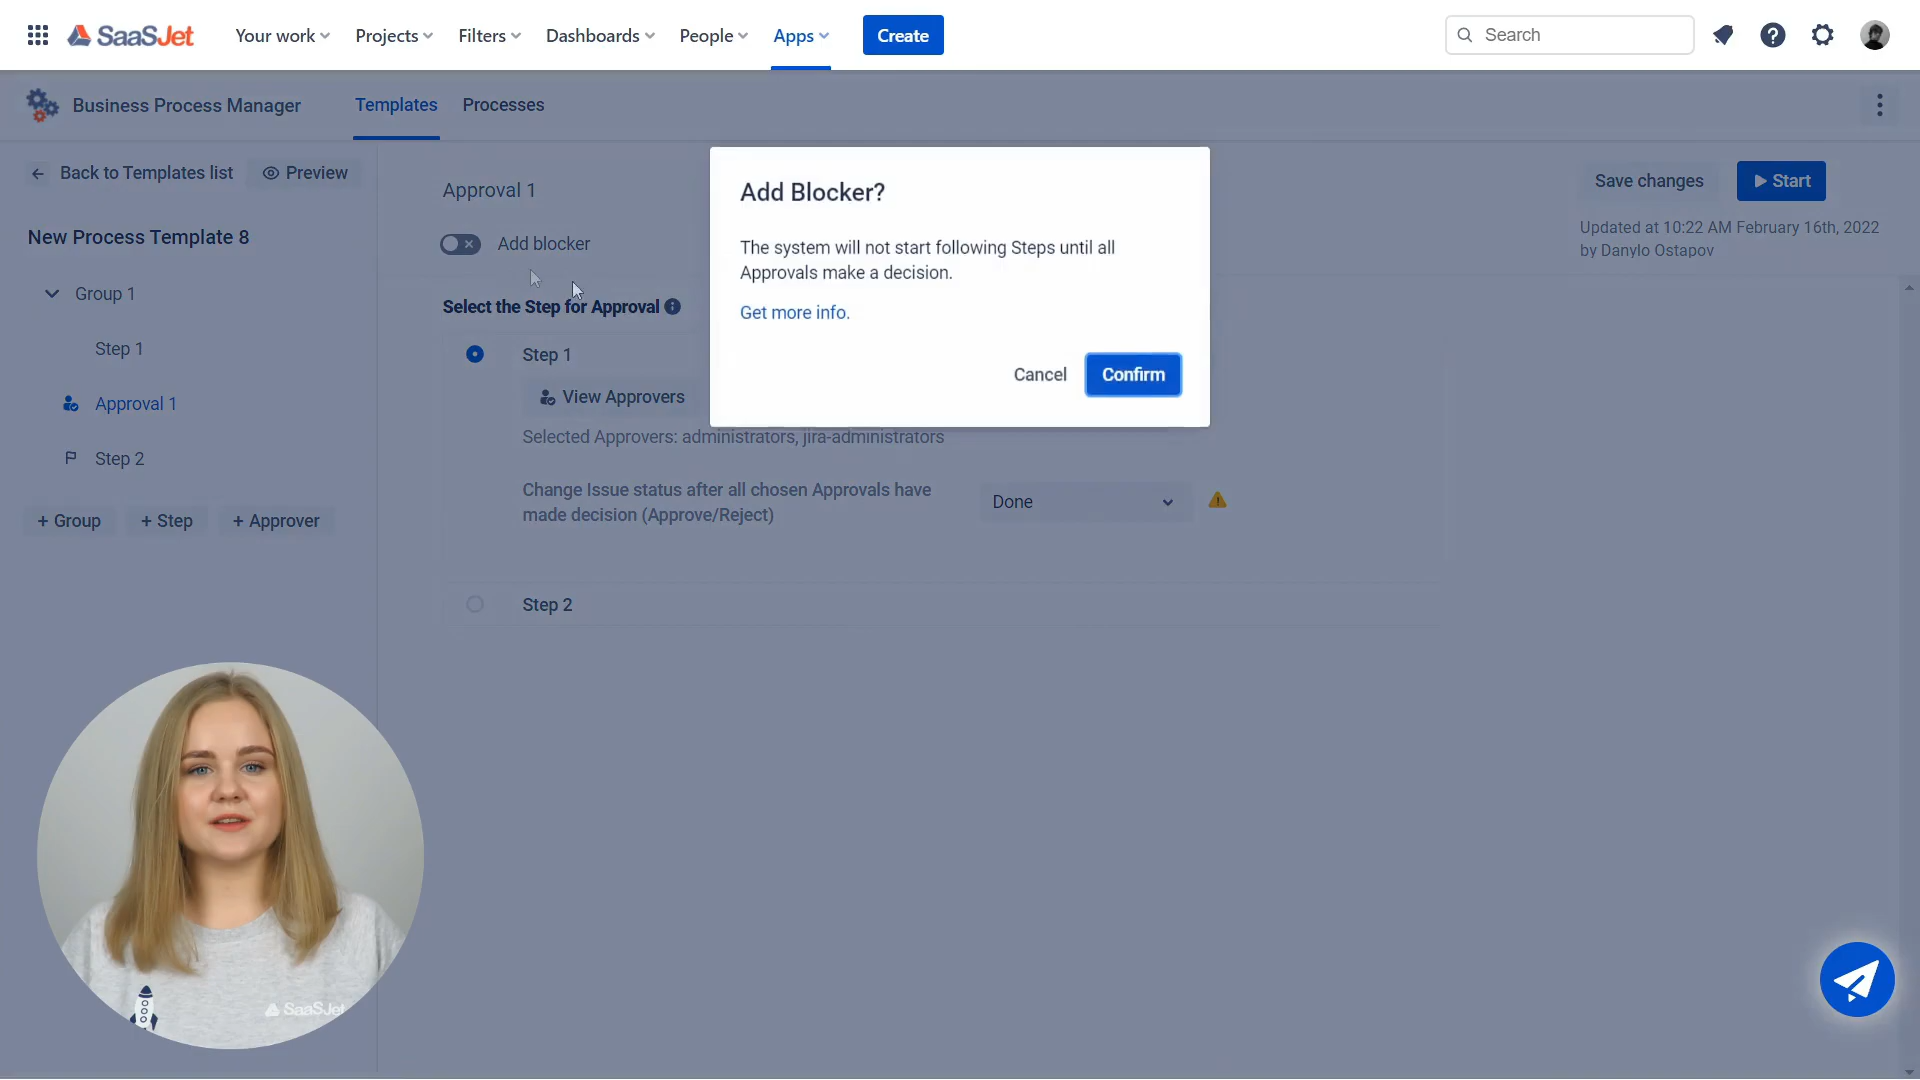 SaaSJet
Your work
Projects
Filters
Dashboards
People
Apps
Create
Search
Business Process Manager
Templates
Processes
Back to Templates list
Preview
New Process Template 8
Group 1
Step 1
Approval 1
Step 2
+ Group
+ Step
+ Approver
Approval 1
Add blocker
Select the Step for Approval
Step 1
View Approvers
Selected Approvers: administrators, jira-administrators
Change Issue status after all chosen Approvals have
made decision (Approve/Reject)
Done
Step 2
Add Blocker?
The system will not start following Steps until all
Approvals make a decision.
Get more info.
Cancel
Confirm
Save changes
Start
Updated at 10:22 AM February 16th, 2022
by Danylo Ostapov
SaaSJet